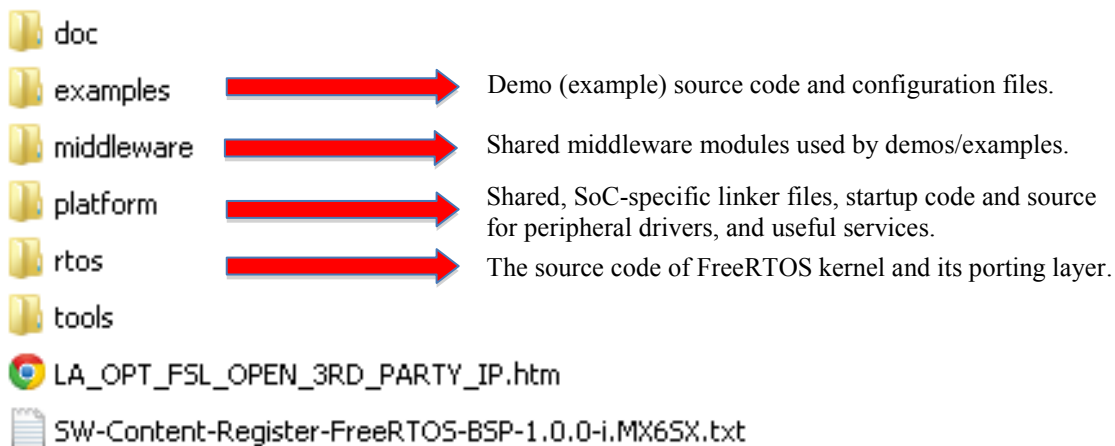 doc
examples
Demo (example) source code and configuration files.
middleware
Shared middleware modules used by demos/examples.
platform
Shared, SoC-specific linker files, startup code and source
for peripheral drivers, and useful services.
rtos
The source code of FreeRTOS kernel and its porting layer.
tools
LA_OPT_FSL_OPEN_3RD_PARTY_IP.htm
SW-Content-Register-FreeRTOS-BSP-1.0.0-i.MX6SX.txt